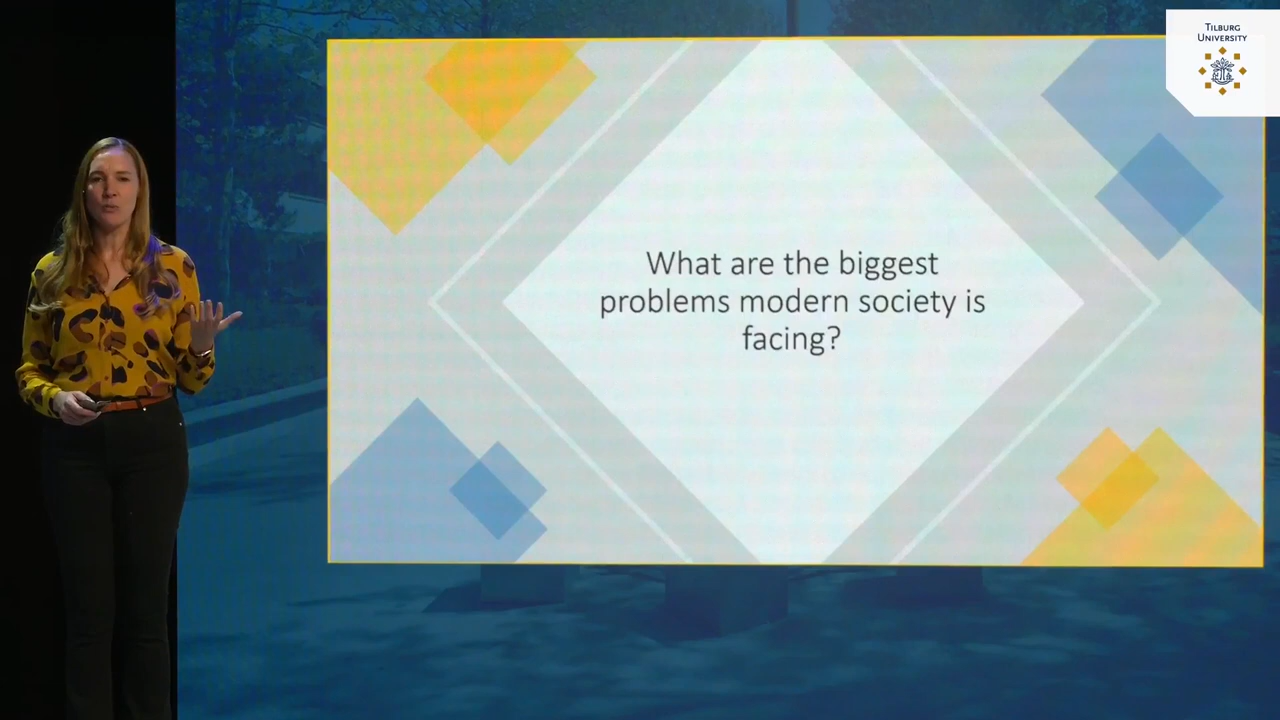 TILBURG
UNIVERSITY
What are the biggest
problems modern society is
facing?